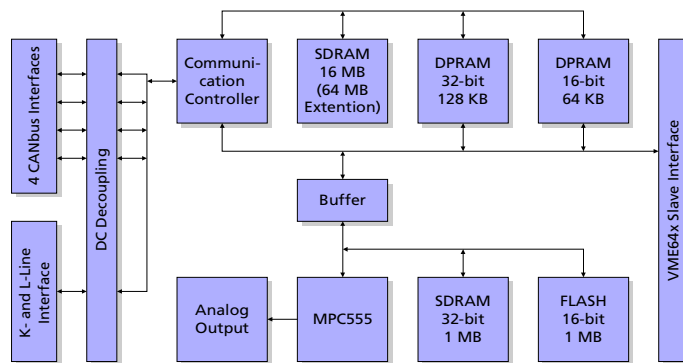 4 CANbus Interfaces
K- and L-Line
Interface
DC Decoupling
Communi-
cation
Controller
SDRAM
16 MB
(64 MB
Extention)
DPRAM
32-bit
128 KB
DPRAM
16-bit
64 KB
VME64x Slave Interface
Buffer
Analog
Output
MPC555
SDRAM
32-bit
1 MB
FLASH
16-bit
1 MB